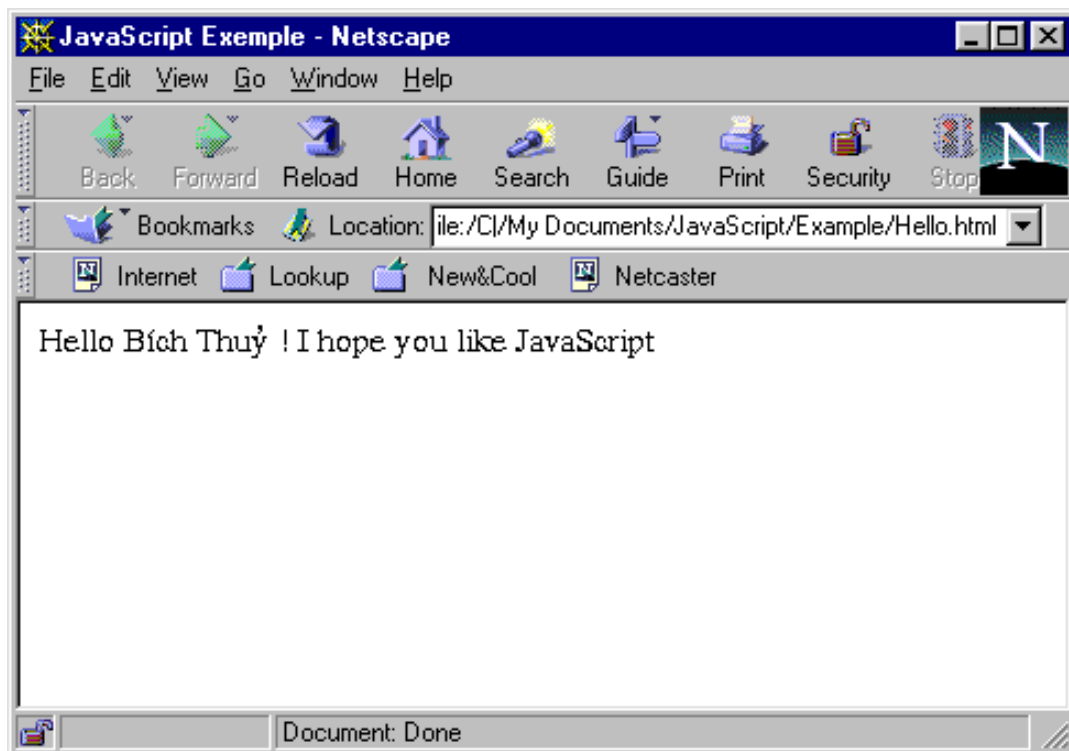 JavaScript Exemple - Netscape
File Edit View Go Window Help
Back Forward Reload Home Search Guide Print Security Stop N
Bookmarks Location: ile:/C|/My Documents/JavaScript/Example/Hello.html
Internet Lookup New&Cool Netcaster
Hello Bích Thuỷ ! I hope you like JavaScript
Document: Done